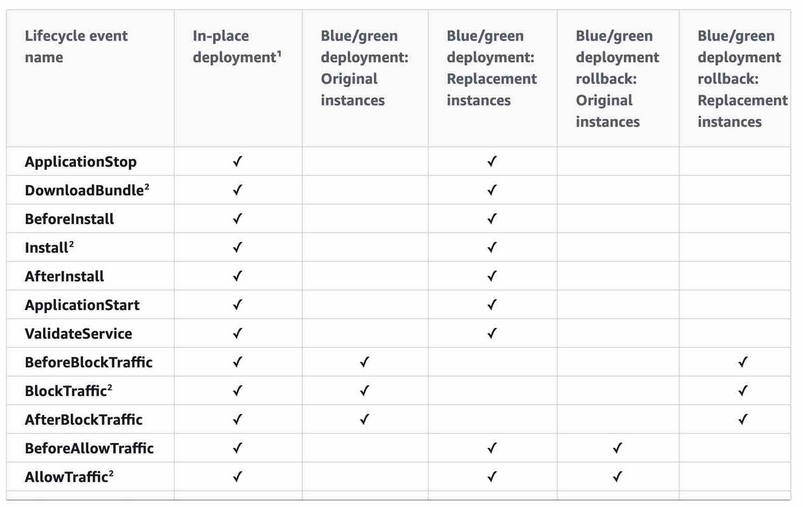 Lifecycle event name | In-place deployment¹ | Blue/green deployment: Original instances | Blue/green deployment: Replacement instances | Blue/green deployment rollback: Original instances | Blue/green deployment rollback: Replacement instances
ApplicationStop | ✓ | | ✓ | |
DownloadBundle² | ✓ | | ✓ | |
BeforeInstall | ✓ | | ✓ | |
Install² | ✓ | | ✓ | |
AfterInstall | ✓ | | ✓ | |
ApplicationStart | ✓ | | ✓ | |
ValidateService | ✓ | | ✓ | |
BeforeBlockTraffic | ✓ | ✓ | | | ✓
BlockTraffic² | ✓ | ✓ | | | ✓
AfterBlockTraffic | ✓ | ✓ | | | ✓
BeforeAllowTraffic | ✓ | | ✓ | ✓ |
AllowTraffic² | ✓ | | ✓ | ✓ |